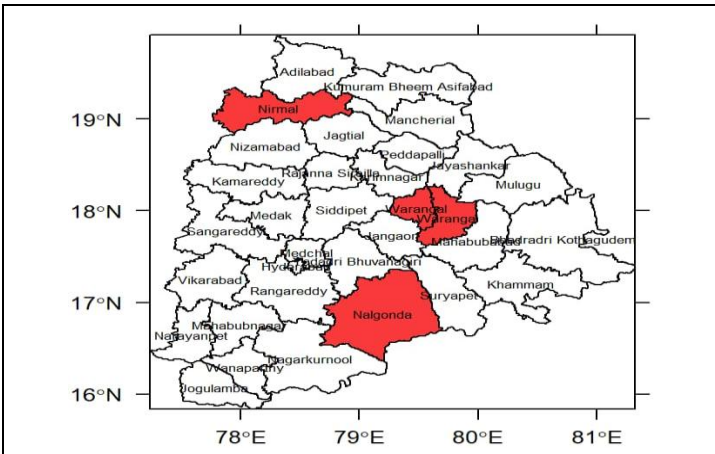 Adilabad
Kumuram Bheem Asifabad
Nirmal
19°N
Mancherial
Jagtial
Nizamabad
Peddapalli
Jayashankar
Rajanna Sircilla
Karimnagar
Kamareddy
Mulugu
18°N
Medak
Siddipet
Warangal
Warangal
Sangareddy
Jangaon
Mahabubabad
Bhadradri Kothagudem
Medchal
Yadadri Bhuvanagiri
Hyderabad
Vikarabad
Rangareddy
Suryapet
Khammam
17°N
Nalgonda
Mahabubnagar
Narayanpet
Nagarkurnool
Wanaparthy
16°N
Jogulamba
78°E
79°E
80°E
81°E